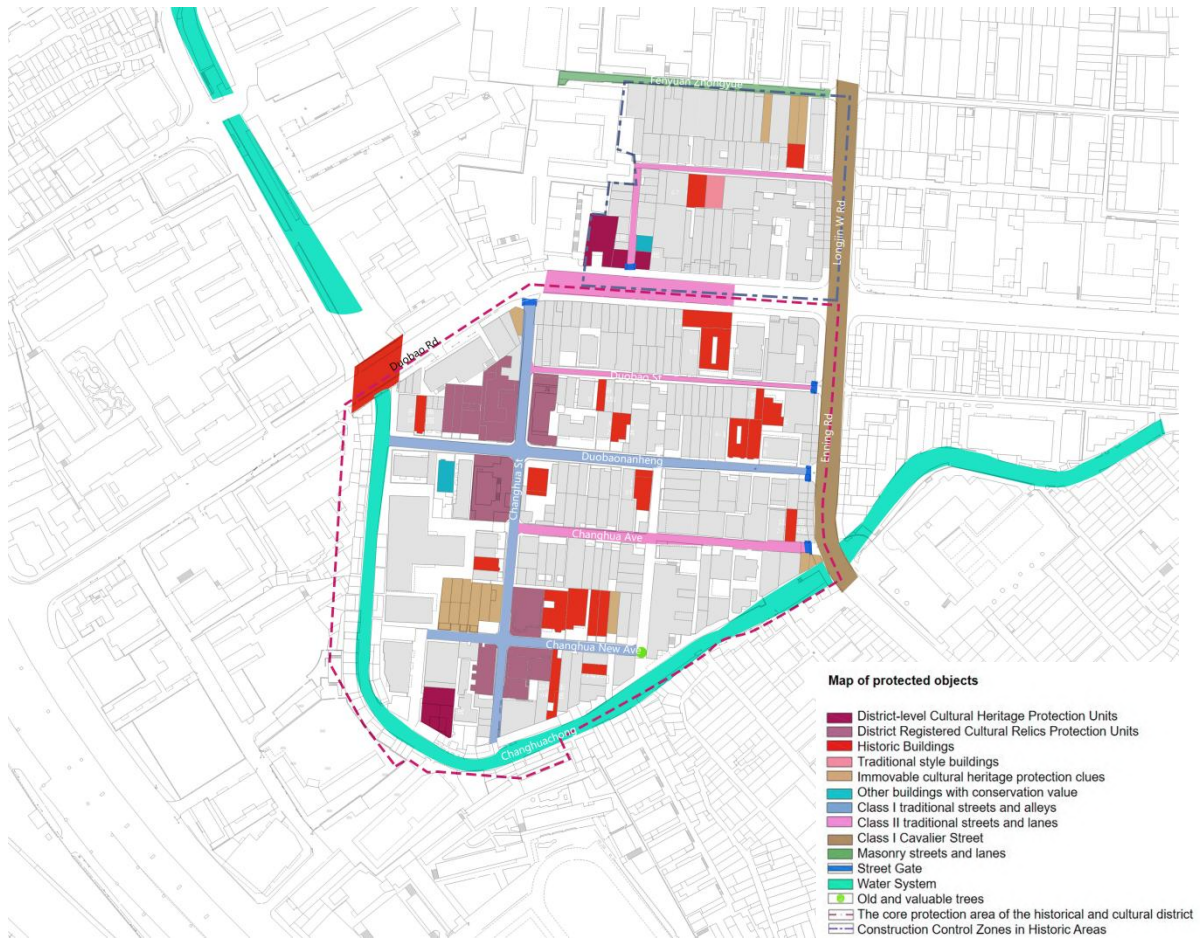 Fenyuan Zhongyue
Longjin W Rd
Duobao Rd
Duobao St
Enning Rd
Duobaonanheng
Changhua St
Changhua Ave
Changhua New Ave
Changhuachong
Map of protected objects
District-level Cultural Heritage Protection Units
District Registered Cultural Relics Protection Units
Historic Buildings
Traditional style buildings
Immovable cultural heritage protection clues
Other buildings with conservation value
Class I traditional streets and alleys
Class II traditional streets and lanes
Class I Cavalier Street
Masonry streets and lanes
Street Gate
Water System
Old and valuable trees
The core protection area of the historical and cultural district
Construction Control Zones in Historic Areas